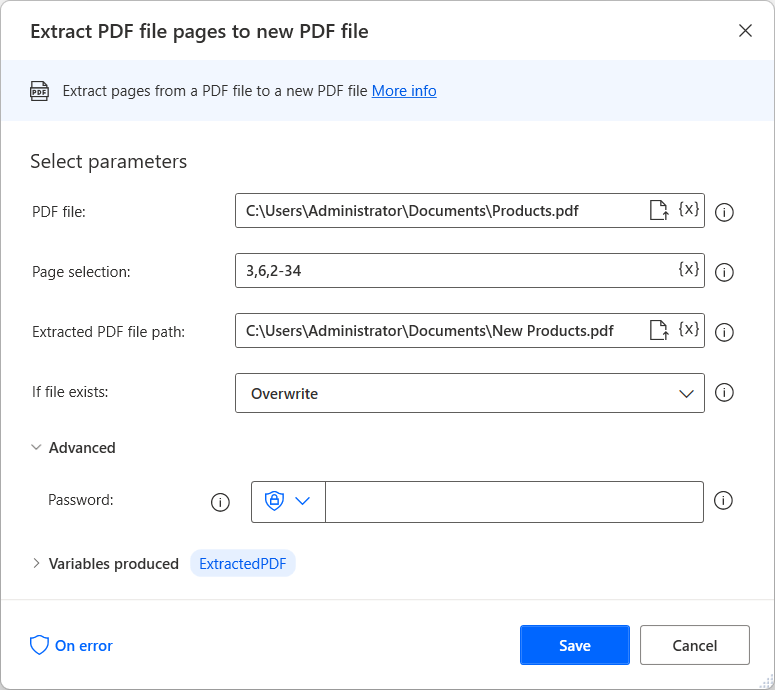 Extract PDF file pages to new PDF file
PDF Extract pages from a PDF file to a new PDF file More info
Select parameters
PDF file: C:\Users\Administrator\Documents\Products.pdf {x}
Page selection: 3,6,2-34 {x}
Extracted PDF file path: C:\Users\Administrator\Documents\New Products.pdf {x}
If file exists: Overwrite
Advanced
Password:
Variables produced ExtractedPDF
On error Save Cancel